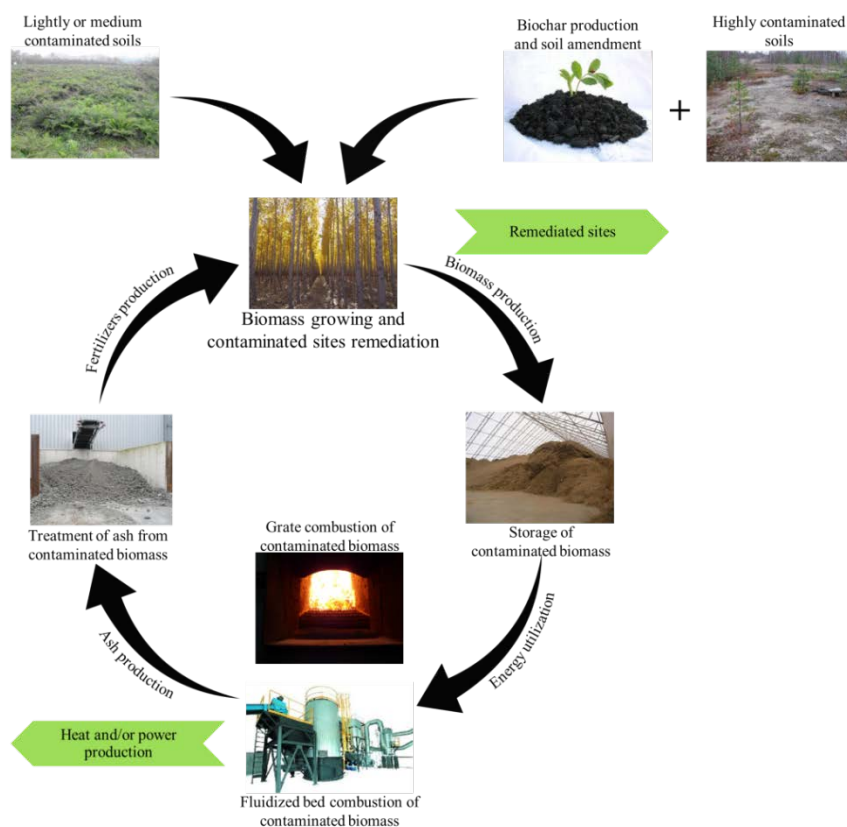 Lightly or medium
contaminated soils
Biochar production
and soil amendment
Highly contaminated
soils
+
Remediated sites
Fertilizers production
Biomass production
Biomass growing and
contaminated sites remediation
Treatment of ash from
contaminated biomass
Grate combustion of
contaminated biomass
Storage of
contaminated biomass
Ash production
Energy utilization
Heat and/or power
production
Fluidized bed combustion of
contaminated biomass